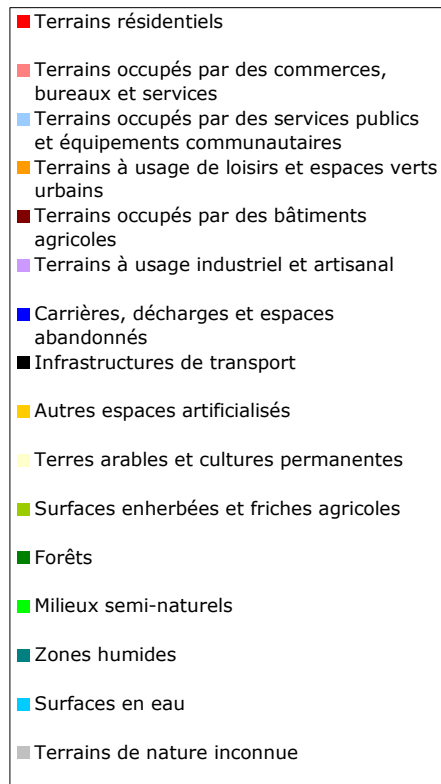 Terrains résidentiels
Terrains occupés par des commerces,
bureaux et services
Terrains occupés par des services publics
et équipements communautaires
Terrains à usage de loisirs et espaces verts
urbains
Terrains occupés par des bâtiments
agricoles
Terrains à usage industriel et artisanal
Carrières, décharges et espaces
abandonnés
Infrastructures de transport
Autres espaces artificialisés
Terres arables et cultures permanentes
Surfaces enherbées et friches agricoles
Forêts
Milieux semi-naturels
Zones humides
Surfaces en eau
Terrains de nature inconnue